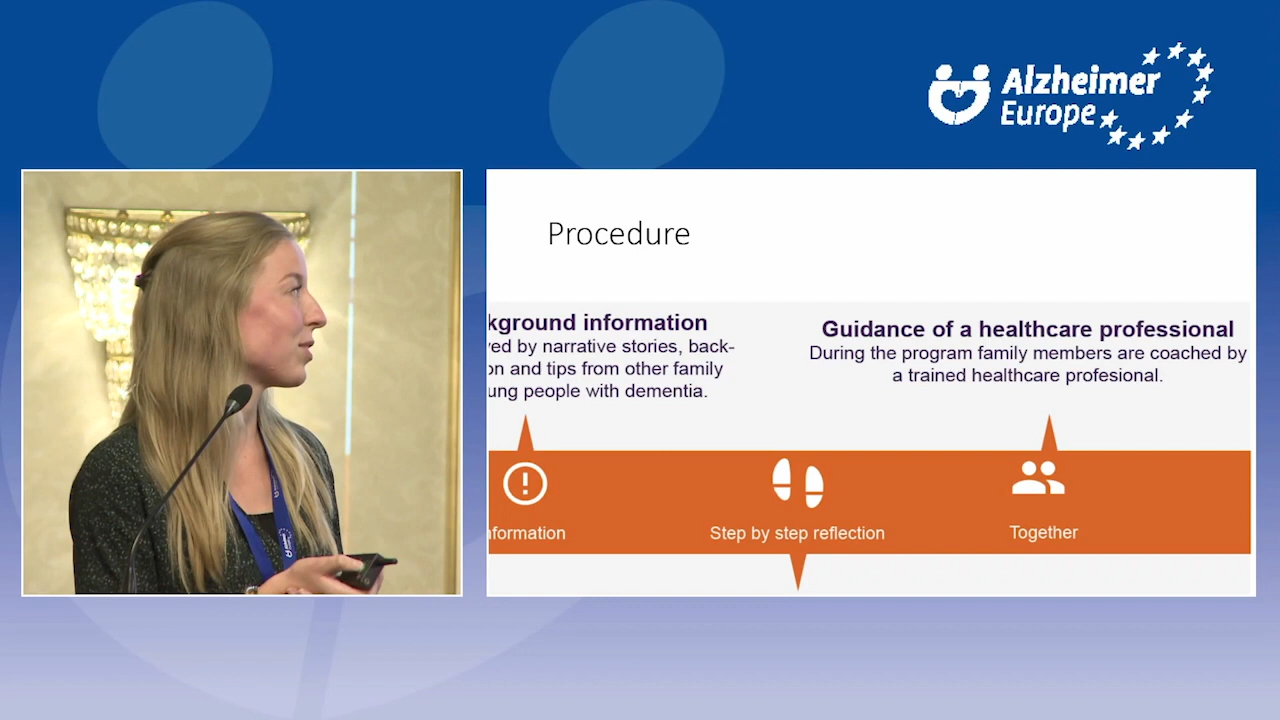 Alzheimer
Europe
Procedure
kground information
ed by narrative stories, back-
on and tips from other family
ung people with dementia.
Guidance of a healthcare professional
During the program family members are coached by
a trained healthcare profesional.
nformation
Step by step reflection
Together